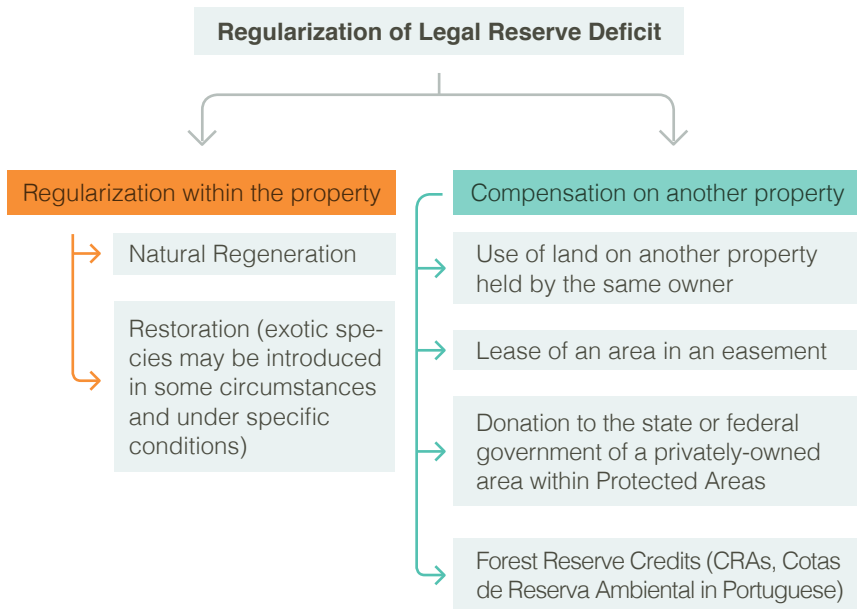 Regularization of Legal Reserve Deficit
Regularization within the property
Natural Regeneration
Restoration (exotic spe-
cies may be introduced
in some circumstances
and under specific
conditions)
Compensation on another property
Use of land on another property
held by the same owner
Lease of an area in an easement
Donation to the state or federal
government of a privately-owned
area within Protected Areas
Forest Reserve Credits (CRAs, Cotas
de Reserva Ambiental in Portuguese)